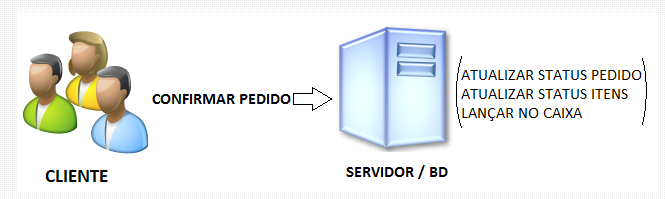 CONFIRMAR PEDIDO
ATUALIZAR STATUS PEDIDO
ATUALIZAR STATUS ITENS
LANÇAR NO CAIXA
CLIENTE
SERVIDOR / BD